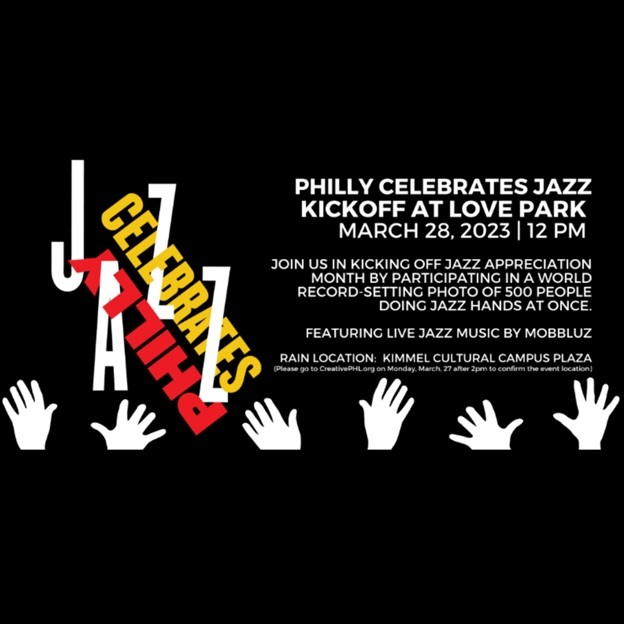 JAZZ
CELEBRATES
PHILLY
PHILLY CELEBRATES JAZZ
KICKOFF AT LOVE PARK
MARCH 28, 2023 | 12 PM
JOIN US IN KICKING OFF JAZZ APPRECIATION
MONTH BY PARTICIPATING IN A WORLD
RECORD-SETTING PHOTO OF 500 PEOPLE
DOING JAZZ HANDS AT ONCE.
FEATURING LIVE JAZZ MUSIC BY MOBBLUZ
RAIN LOCATION: KIMMEL CULTURAL CAMPUS PLAZA
(Please go to CreativePHL.org on Monday, March, 27 after 2pm to confirm the event location)